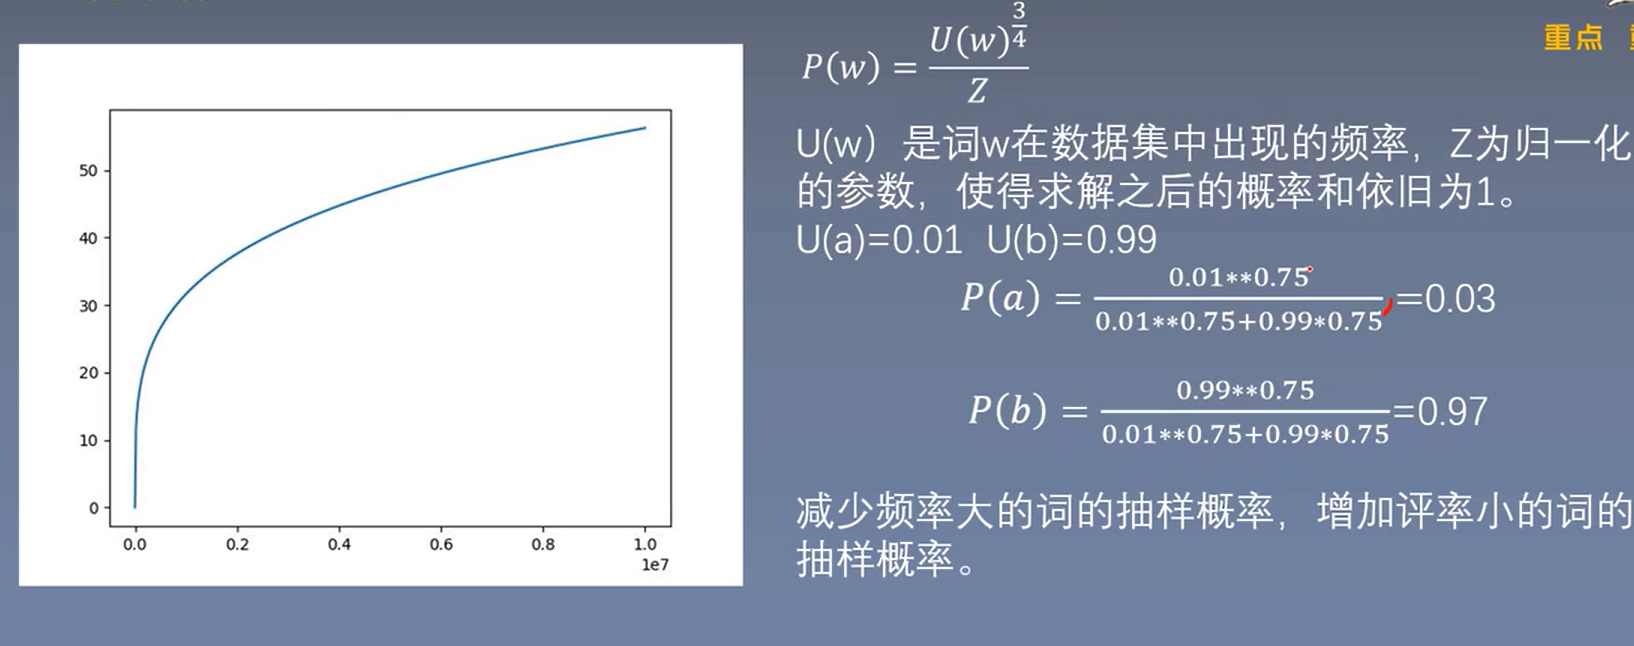 重点
P(w) = U(w)^{3/4} / Z
U(w）是词w在数据集中出现的频率，Z为归一化
的参数，使得求解之后的概率和依旧为1。
U(a)=0.01 U(b)=0.99
P(a) = 0.01**0.75 / 0.01**0.75+0.99*0.75 =0.03
P(b) = 0.99**0.75 / 0.01**0.75+0.99*0.75 =0.97
减少频率大的词的抽样概率，增加评率小的词的
抽样概率。
50
40
30
20
10
0
0.0 0.2 0.4 0.6 0.8 1.0
1e7